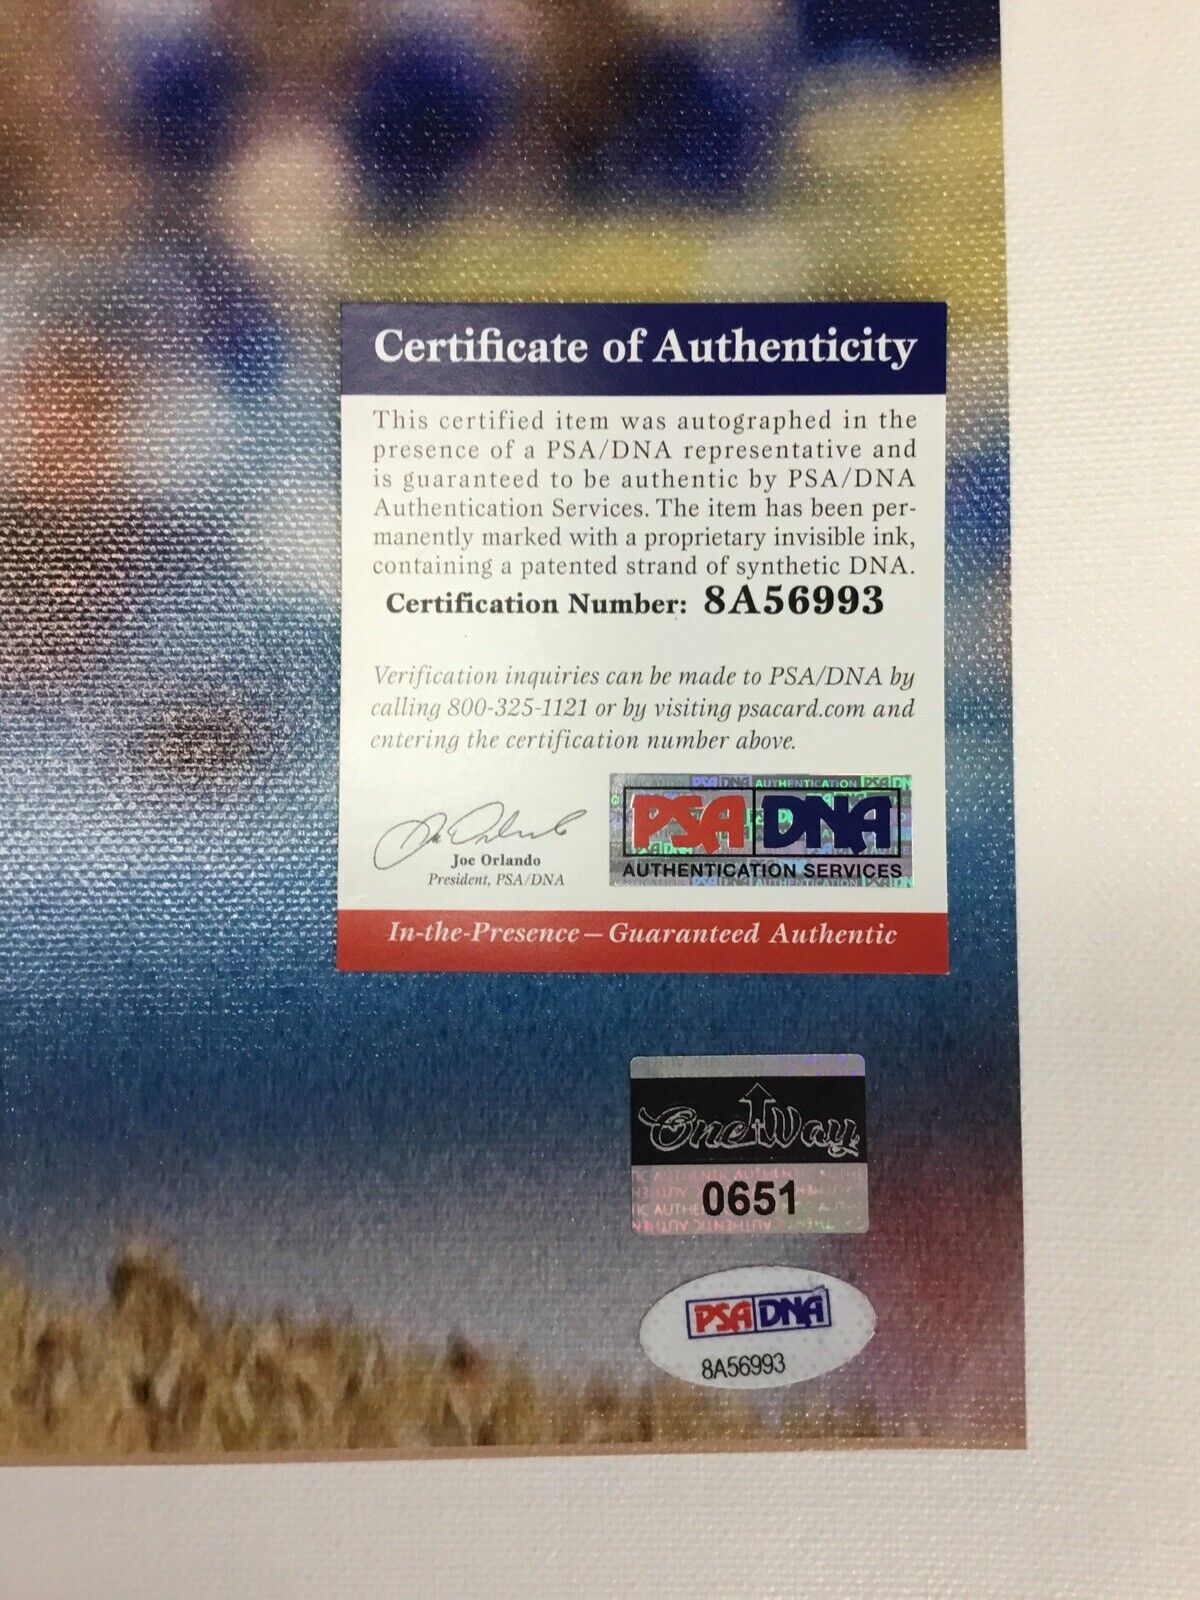 Certificate of Authenticity
This certified item was autographed in the
presence of a PSA/DNA representative and
is guaranteed to be authentic by PSA/DNA
Authentication Services. The item has been per-
manently marked with a proprietary invisible ink,
containing a patented strand of synthetic DNA.
Certification Number: 8A56993
Verification inquiries can be made to PSA/DNA by
calling 800-325-1121 or by visiting psacard.com and
entering the certification number above.
Joe Orlando
President, PSA/DNA
PSA DNA
AUTHENTICATION SERVICES
In-the-Presence – Guaranteed Authentic
One Way
0651
PSA DNA
8A56993